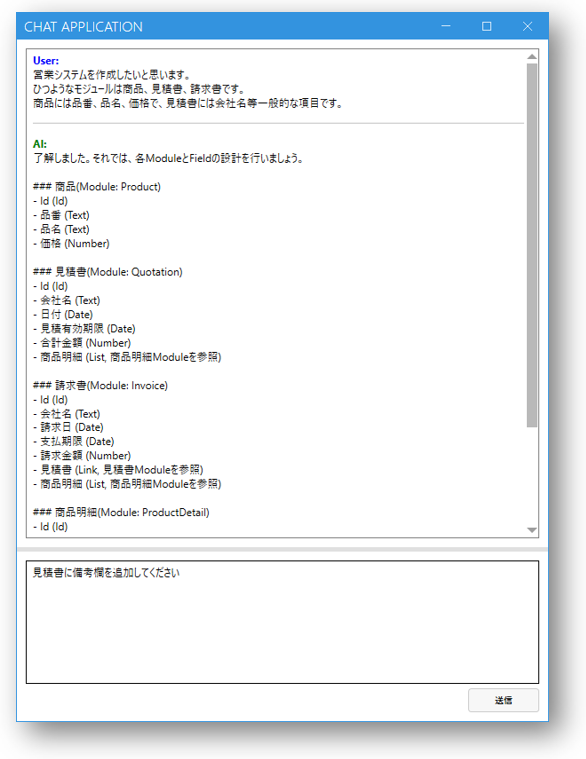 CHAT APPLICATION
User:
営業システムを作成したいと思います。
ひつようなモジュールは商品、見積書、請求書です。
商品には品番、品名、価格で、見積書には会社名等一般的な項目です。
AI:
了解しました。それでは、各ModuleとFieldの設計を行いましょう。
### 商品(Module: Product)
- Id (Id)
- 品番 (Text)
- 品名 (Text)
- 価格 (Number)
### 見積書(Module: Quotation)
- Id (Id)
- 会社名 (Text)
- 日付 (Date)
- 見積有効期限 (Date)
- 合計金額 (Number)
- 商品明細 (List, 商品明細Moduleを参照)
### 請求書(Module: Invoice)
- Id (Id)
- 会社名 (Text)
- 請求日 (Date)
- 支払期限 (Date)
- 請求金額 (Number)
- 見積書 (Link, 見積書Moduleを参照)
- 商品明細 (List, 商品明細Moduleを参照)
### 商品明細(Module: ProductDetail)
- Id (Id)
見積書に備考欄を追加してください
送信